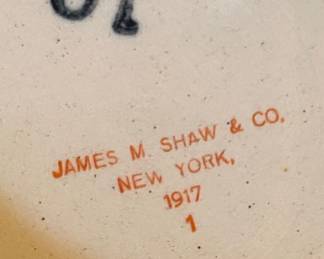 JAMES M. SHAW & CO.
NEW YORK,
1917
1